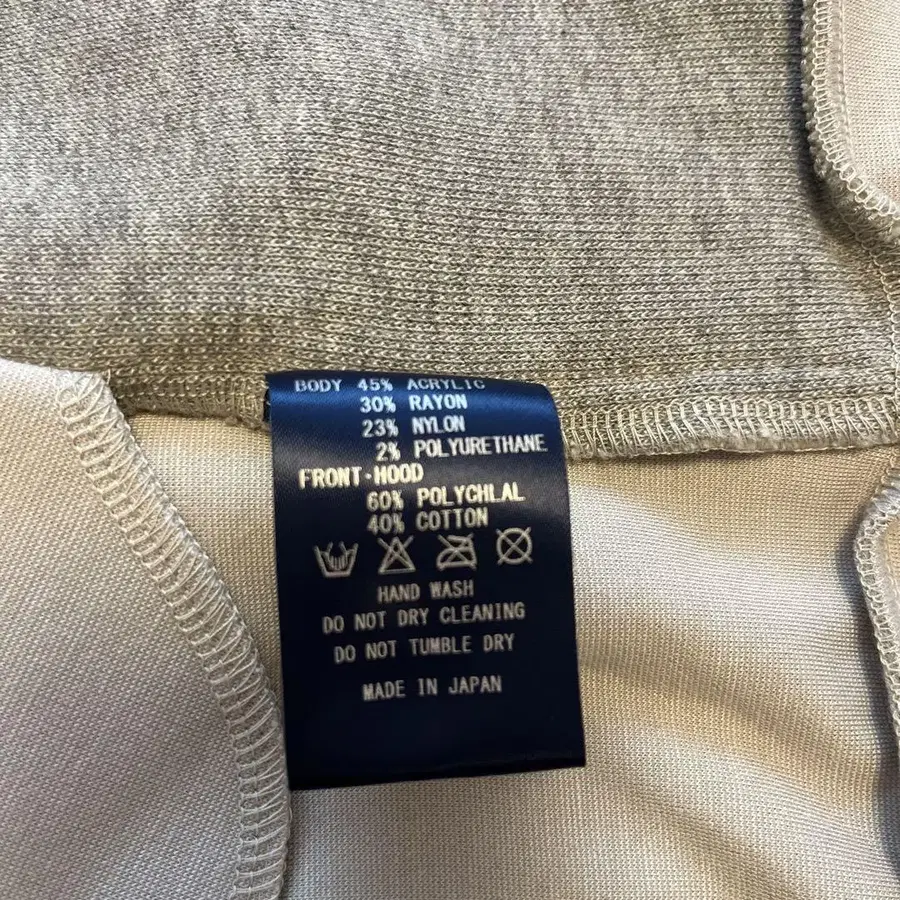 BODY 45% ACRYLIC
30% RAYON
23% NYLON
2% POLYURETHANE
FRONT・HOOD
60% POLYCHLAL
40% COTTON
HAND WASH
DO NOT DRY CLEANING
DO NOT TUMBLE DRY
MADE IN JAPAN